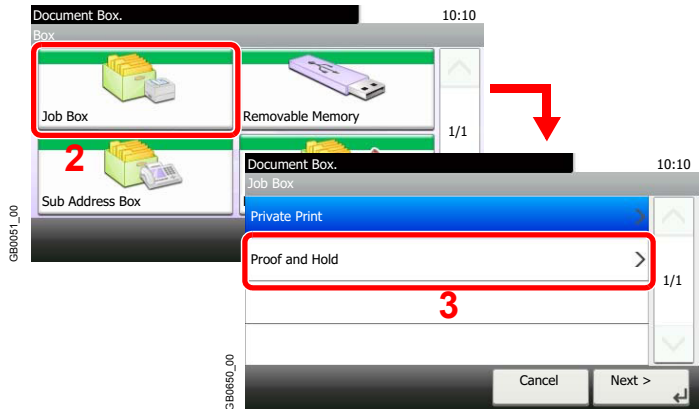 Document Box.
10:10
Box
Job Box
Removable Memory
1/1
2
Sub Address Box
GB0051_00
Document Box.
10:10
Job Box
Private Print
Proof and Hold
1/1
3
GB0650_00
Cancel
Next >